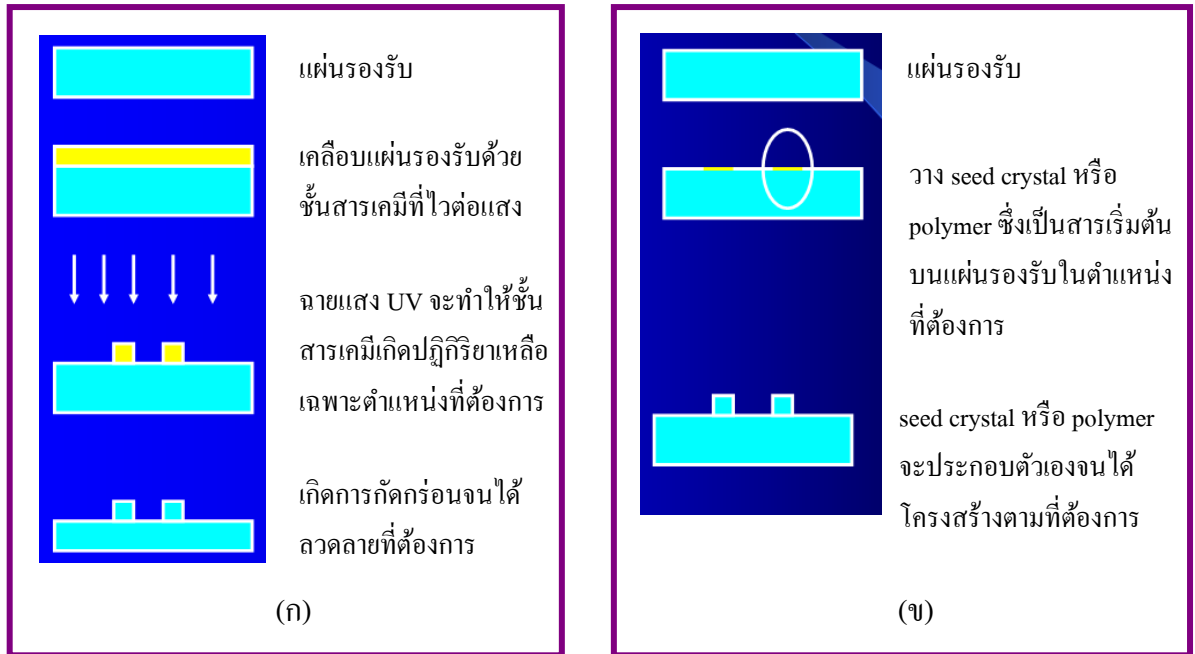 แผ่นรองรับ
เคลือบแผ่นรองรับด้วย
ชั้นสารเคมีที่ไวต่อแสง
ฉายแสง UV จะทำให้ชั้น
สารเคมีเกิดปฏิกิริยาเหลือ
เฉพาะตำแหน่งที่ต้องการ
เกิดการกัดกร่อนจนได้
ลวดลายที่ต้องการ
(ก)
แผ่นรองรับ
วาง seed crystal หรือ
polymer ซึ่งเป็นสารเริ่มต้น
บนแผ่นรองรับในตำแหน่ง
ที่ต้องการ
seed crystal หรือ polymer
จะประกอบตัวเองจนได้
โครงสร้างตามที่ต้องการ
(ข)